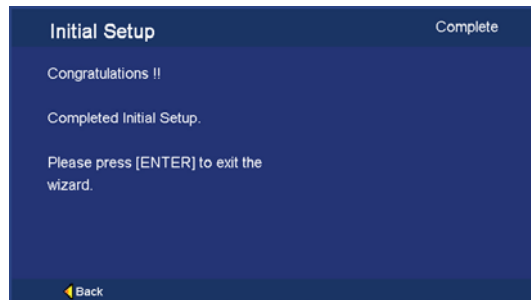 Initial Setup
Complete
Congratulations !!
Completed Initial Setup.
Please press [ENTER] to exit the
wizard.
Back